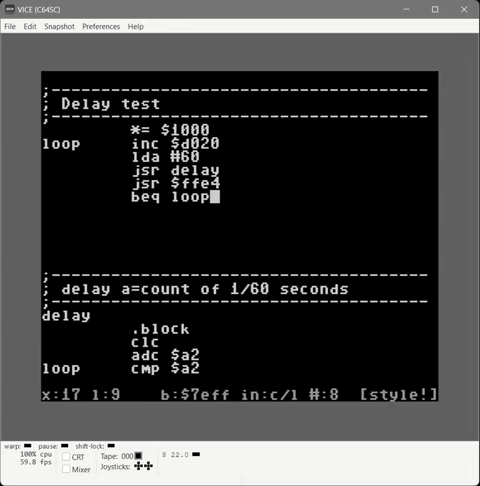 VICE (C64SC)
File Edit Snapshot Preferences Help
;---------------------------------------
; Delay test
;---------------------------------------
*= $1000
loop inc $d020
lda #60
jsr delay
jsr $ffe4
beq loop
;---------------------------------------
; delay a=count of 1/60 seconds
;---------------------------------------
delay
.block
clc
adc $a2
loop cmp $a2
x:17 l:9 b:$7eff in:c/l #:8 [style!]
warp: pause: shift-lock:
100% cpu CRT Tape: 000 8 22.0
59.8 fps Mixer Joysticks: